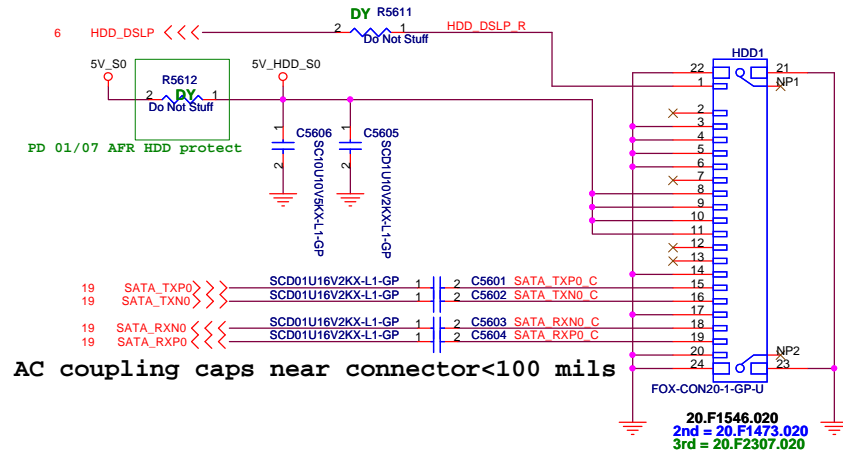 DY R5611
6 HDD_DSLP 2 1 HDD_DSLP_R
Do Not Stuff
HDD1
5V_S0 5V_HDD_S0
22 21
R5612
1 NP1
2 DY 1
Do Not Stuff
2
3
1 C5606 1 C5605
4
PD 01/07 AFR HDD protect
5
2 2
6
SC10U10V5KX-L1-GP
SCD1U10V2KX-L1-GP
7
8
9
10
11
12
13
14
19 SATA_TXP0 SCD01U16V2KX-L1-GP 1 2 C5601 SATA_TXP0_C 15
19 SATA_TXN0 SCD01U16V2KX-L1-GP 1 2 C5602 SATA_TXN0_C 16
17
19 SATA_RXN0 SCD01U16V2KX-L1-GP 1 2 C5603 SATA_RXN0_C 18
19 SATA_RXP0 SCD01U16V2KX-L1-GP 1 2 C5604 SATA_RXP0_C 19
20 NP2
AC coupling caps near connector<100 mils
24 23
FOX-CON20-1-GP-U
20.F1546.020
2nd = 20.F1473.020
3rd = 20.F2307.020